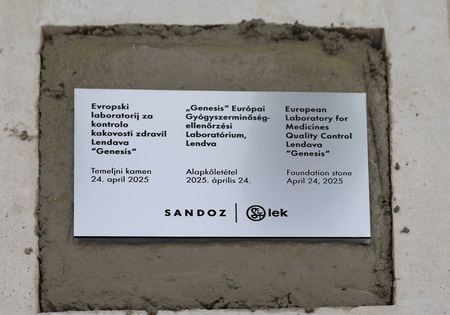 Evropski
laboratorij za
kontrolo
kakovosti zdravil
Lendava
“Genesis”
Temeljni kamen
24. april 2025
„Genesis” Európai
Gyógyszerminőség-
ellenőrzési
Laboratórium,
Lendva
Alapkőletétel
2025. április 24.
European
Laboratory for
Medicines
Quality Control
Lendava
“Genesis”
Foundation stone
April 24, 2025
SANDOZ | lek